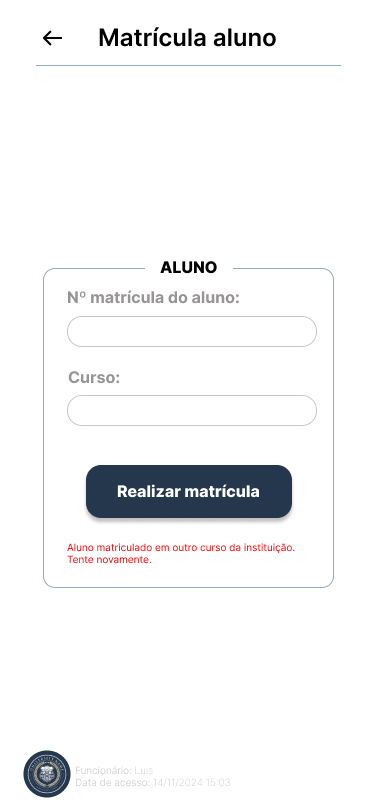 Matrícula aluno
ALUNO
Nº matrícula do aluno:
Curso:
Realizar matrícula
Aluno matriculado em outro curso da instituição.
Tente novamente.
Funcionário: Luis
Data de acesso: 14/11/2024 15:03